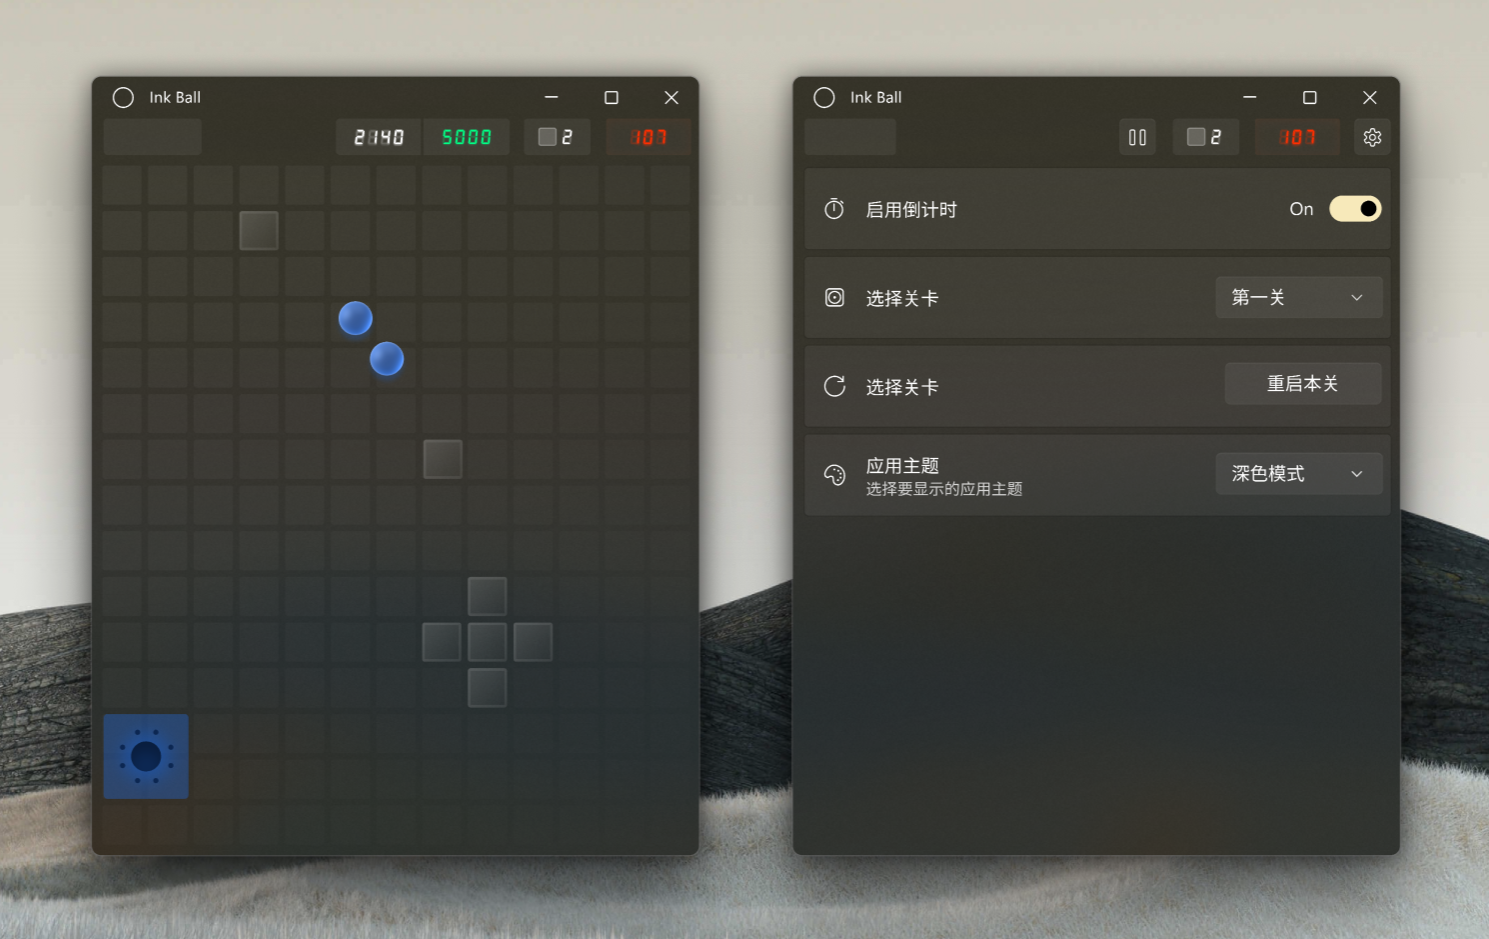 Ink Ball
2140 5000 2 107
Ink Ball
2 107
启用倒计时 On
选择关卡 第一关
选择关卡 重启本关
应用主题 深色模式
选择要显示的应用主题